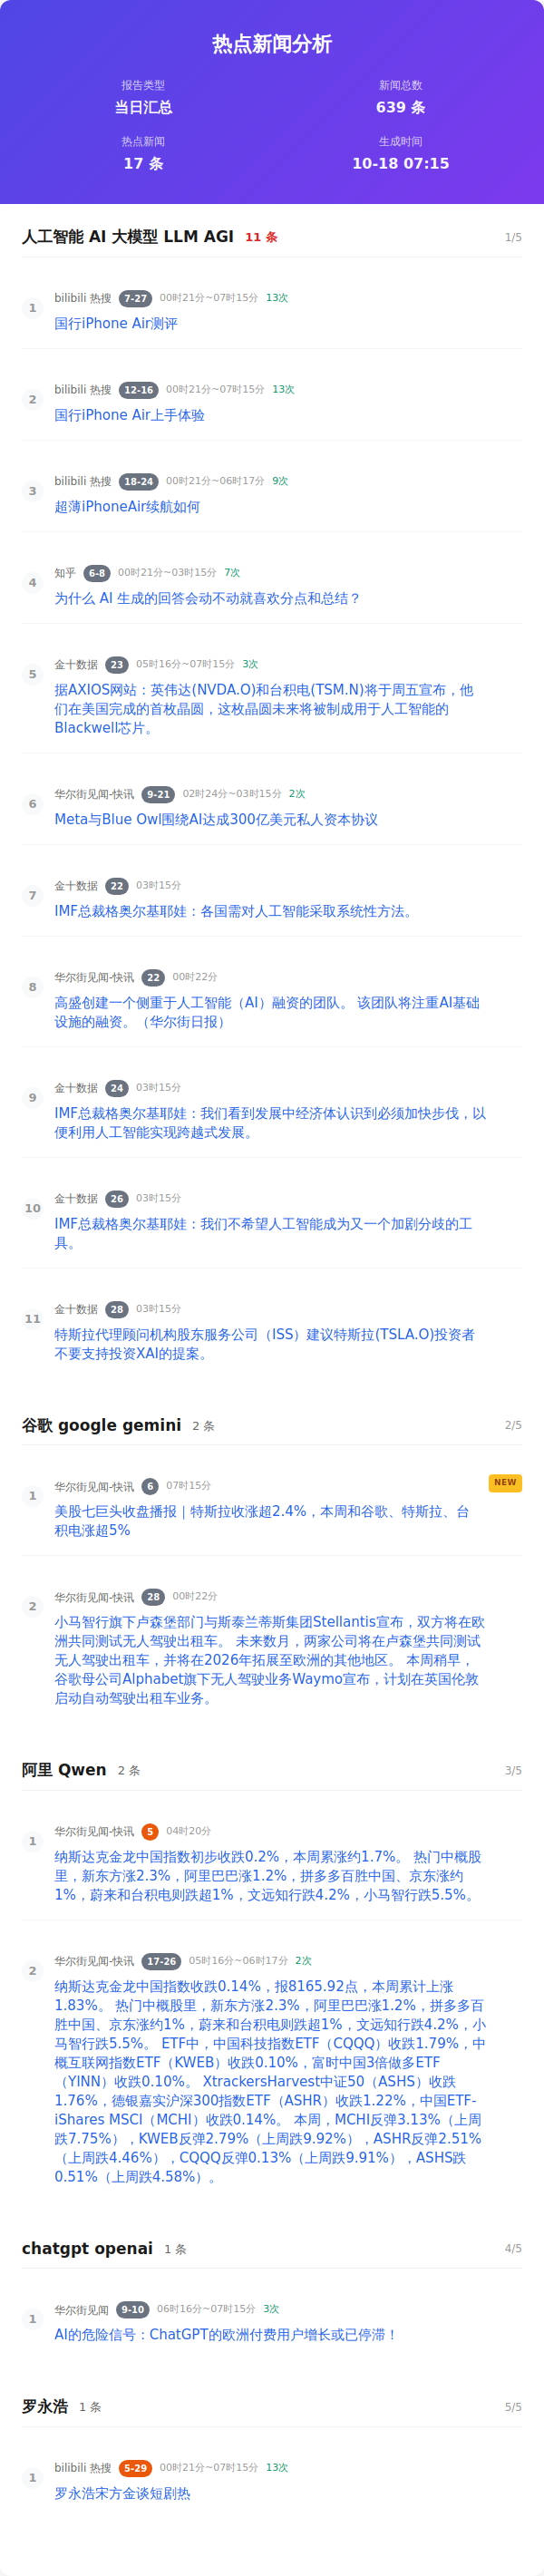 热点新闻分析
报告类型
当日汇总
新闻总数
639 条
热点新闻
17 条
生成时间
10-18 07:15
人工智能 AI 大模型 LLM AGI 11 条 1/5
1
bilibili 热搜 7-27 00时21分~07时15分 13次
国行iPhone Air测评
2
bilibili 热搜 12-16 00时21分~07时15分 13次
国行iPhone Air上手体验
3
bilibili 热搜 18-24 00时21分~06时17分 9次
超薄iPhoneAir续航如何
4
知乎 6-8 00时21分~03时15分 7次
为什么 AI 生成的回答会动不动就喜欢分点和总结？
5
金十数据 23 05时16分~07时15分 3次
据AXIOS网站：英伟达(NVDA.O)和台积电(TSM.N)将于周五宣布，他
们在美国完成的首枚晶圆，这枚晶圆未来将被制成用于人工智能的
Blackwell芯片。
6
华尔街见闻-快讯 9-21 02时24分~03时15分 2次
Meta与Blue Owl围绕AI达成300亿美元私人资本协议
7
金十数据 22 03时15分
IMF总裁格奥尔基耶娃：各国需对人工智能采取系统性方法。
8
华尔街见闻-快讯 22 00时22分
高盛创建一个侧重于人工智能（AI）融资的团队。 该团队将注重AI基础
设施的融资。（华尔街日报）
9
金十数据 24 03时15分
IMF总裁格奥尔基耶娃：我们看到发展中经济体认识到必须加快步伐，以
便利用人工智能实现跨越式发展。
10
金十数据 26 03时15分
IMF总裁格奥尔基耶娃：我们不希望人工智能成为又一个加剧分歧的工
具。
11
金十数据 28 03时15分
特斯拉代理顾问机构股东服务公司（ISS）建议特斯拉(TSLA.O)投资者
不要支持投资XAI的提案。
谷歌 google gemini 2 条 2/5
1
华尔街见闻-快讯 6 07时15分 NEW
美股七巨头收盘播报｜特斯拉收涨超2.4%，本周和谷歌、特斯拉、台
积电涨超5%
2
华尔街见闻-快讯 28 00时22分
小马智行旗下卢森堡部门与斯泰兰蒂斯集团Stellantis宣布，双方将在欧
洲共同测试无人驾驶出租车。 未来数月，两家公司将在卢森堡共同测试
无人驾驶出租车，并将在2026年拓展至欧洲的其他地区。 本周稍早，
谷歌母公司Alphabet旗下无人驾驶业务Waymo宣布，计划在英国伦敦
启动自动驾驶出租车业务。
阿里 Qwen 2 条 3/5
1
华尔街见闻-快讯 5 04时20分
纳斯达克金龙中国指数初步收跌0.2%，本周累涨约1.7%。 热门中概股
里，新东方涨2.3%，阿里巴巴涨1.2%，拼多多百胜中国、京东涨约
1%，蔚来和台积电则跌超1%，文远知行跌4.2%，小马智行跌5.5%。
2
华尔街见闻-快讯 17-26 05时16分~06时17分 2次
纳斯达克金龙中国指数收跌0.14%，报8165.92点，本周累计上涨
1.83%。 热门中概股里，新东方涨2.3%，阿里巴巴涨1.2%，拼多多百
胜中国、京东涨约1%，蔚来和台积电则跌超1%，文远知行跌4.2%，小
马智行跌5.5%。 ETF中，中国科技指数ETF（CQQQ）收跌1.79%，中
概互联网指数ETF（KWEB）收跌0.10%，富时中国3倍做多ETF
（YINN）收跌0.10%。 XtrackersHarvest中证50（ASHS）收跌
1.76%，德银嘉实沪深300指数ETF（ASHR）收跌1.22%，中国ETF-
iShares MSCI（MCHI）收跌0.14%。 本周，MCHI反弹3.13%（上周
跌7.75%），KWEB反弹2.79%（上周跌9.92%），ASHR反弹2.51%
（上周跌4.46%），CQQQ反弹0.13%（上周跌9.91%），ASHS跌
0.51%（上周跌4.58%）。
chatgpt openai 1 条 4/5
1
华尔街见闻 9-10 06时16分~07时15分 3次
AI的危险信号：ChatGPT的欧洲付费用户增长或已停滞！
罗永浩 1 条 5/5
1
bilibili 热搜 5-29 00时21分~07时15分 13次
罗永浩宋方金谈短剧热